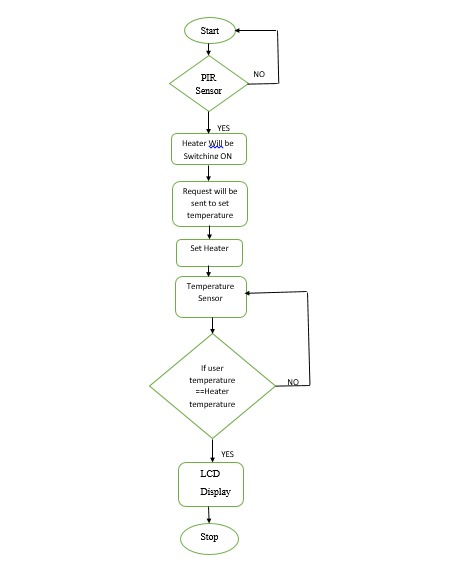 Start
NO
PIR
Sensor
YES
Heater Will be
Switching ON
Request will be
sent to set
temperature
Set Heater
Temperature
Sensor
If user
temperature
==Heater
temperature
NO
YES
LCD
Display
Stop